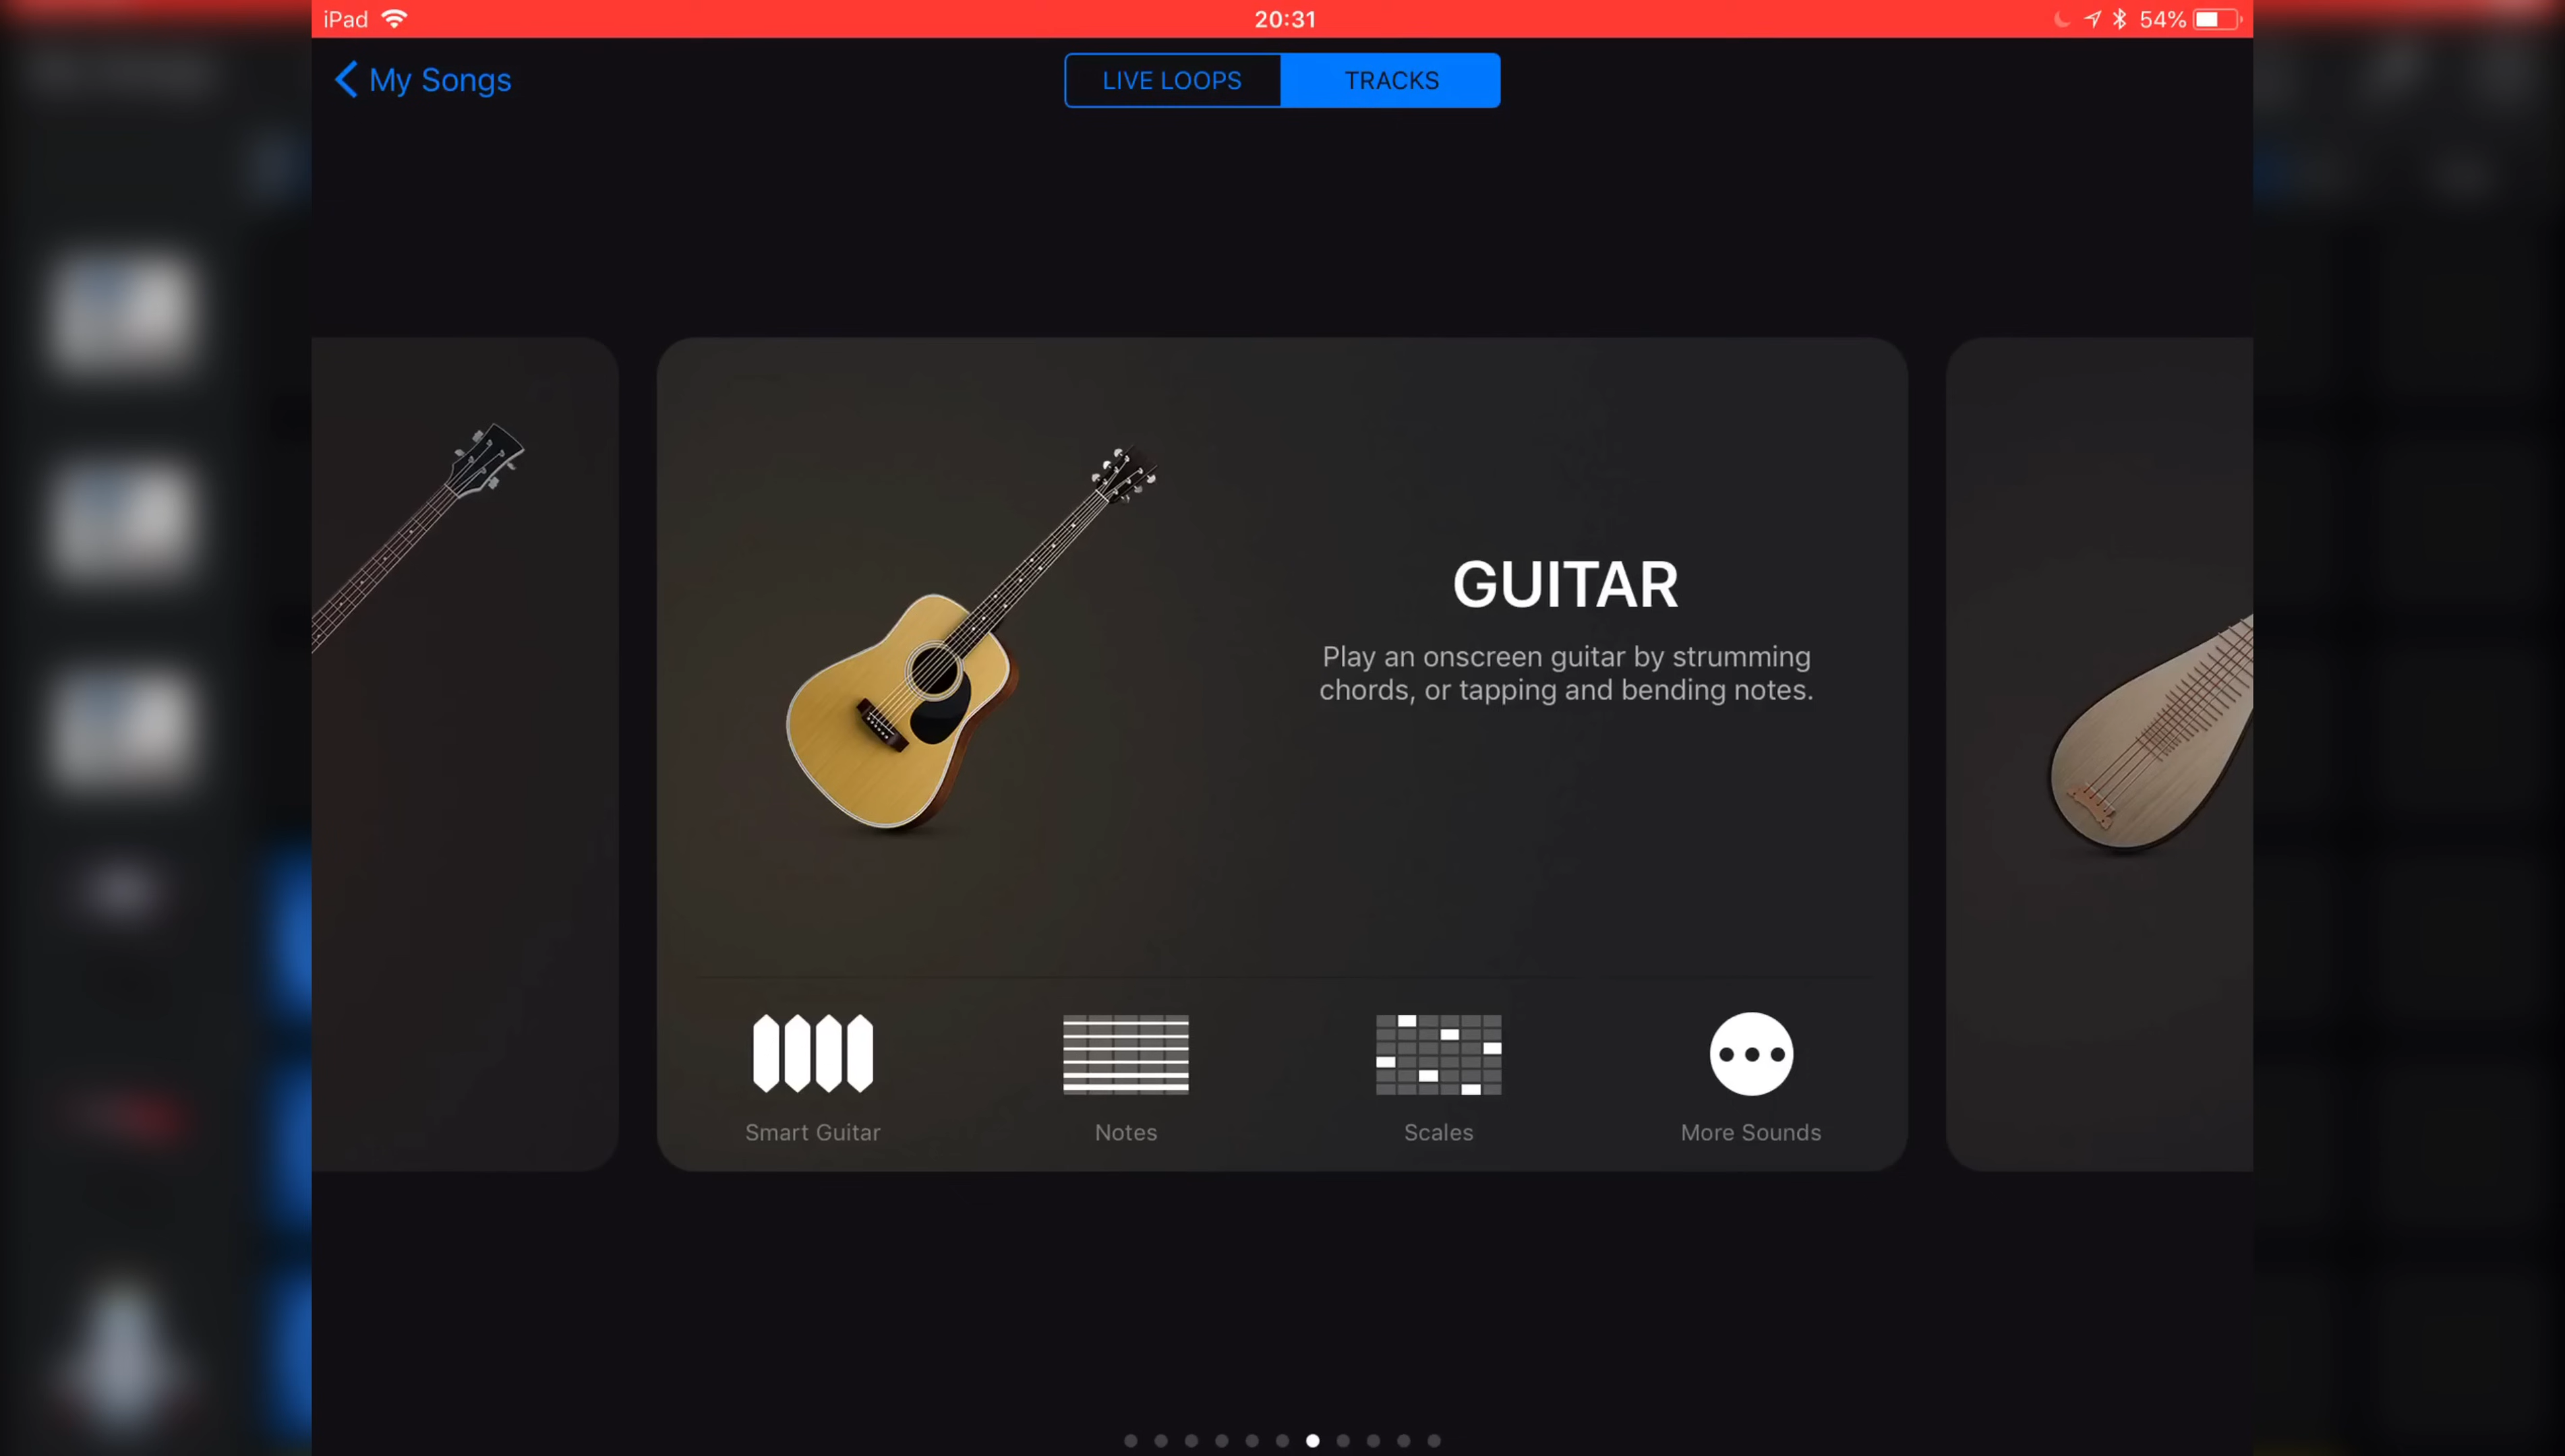 iPad
20:31
54%
My Songs
LIVE LOOPS
TRACKS
GUITAR
Play an onscreen guitar by strumming
chords, or tapping and bending notes.
Smart Guitar
Notes
Scales
More Sounds